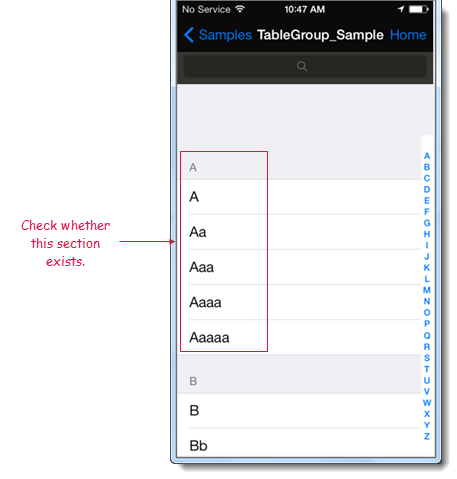 No Service 10:47 AM
Samples TableGroup_Sample Home
A
A
Aa
Aaa
Aaaa
Aaaaa
B
B
Bb
A
B
C
D
E
F
G
H
I
J
K
L
M
N
O
P
Q
R
S
T
U
V
W
X
Y
Z
Check whether
this section
exists.